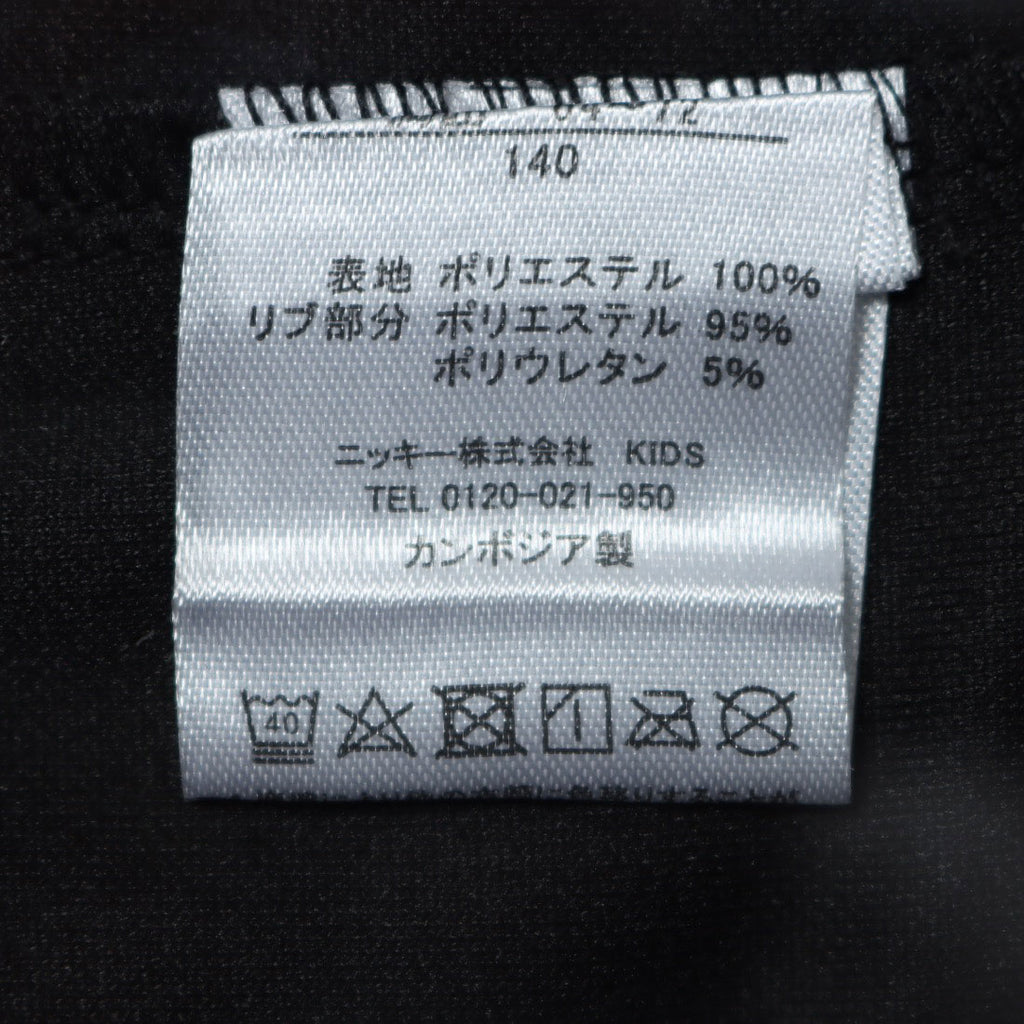 140
表地 ポリエステル 100%
リブ部分 ポリエステル 95%
ポリウレタン 5%
ニッキー株式会社 KIDS
TEL 0120-021-950
カンボジア製
40